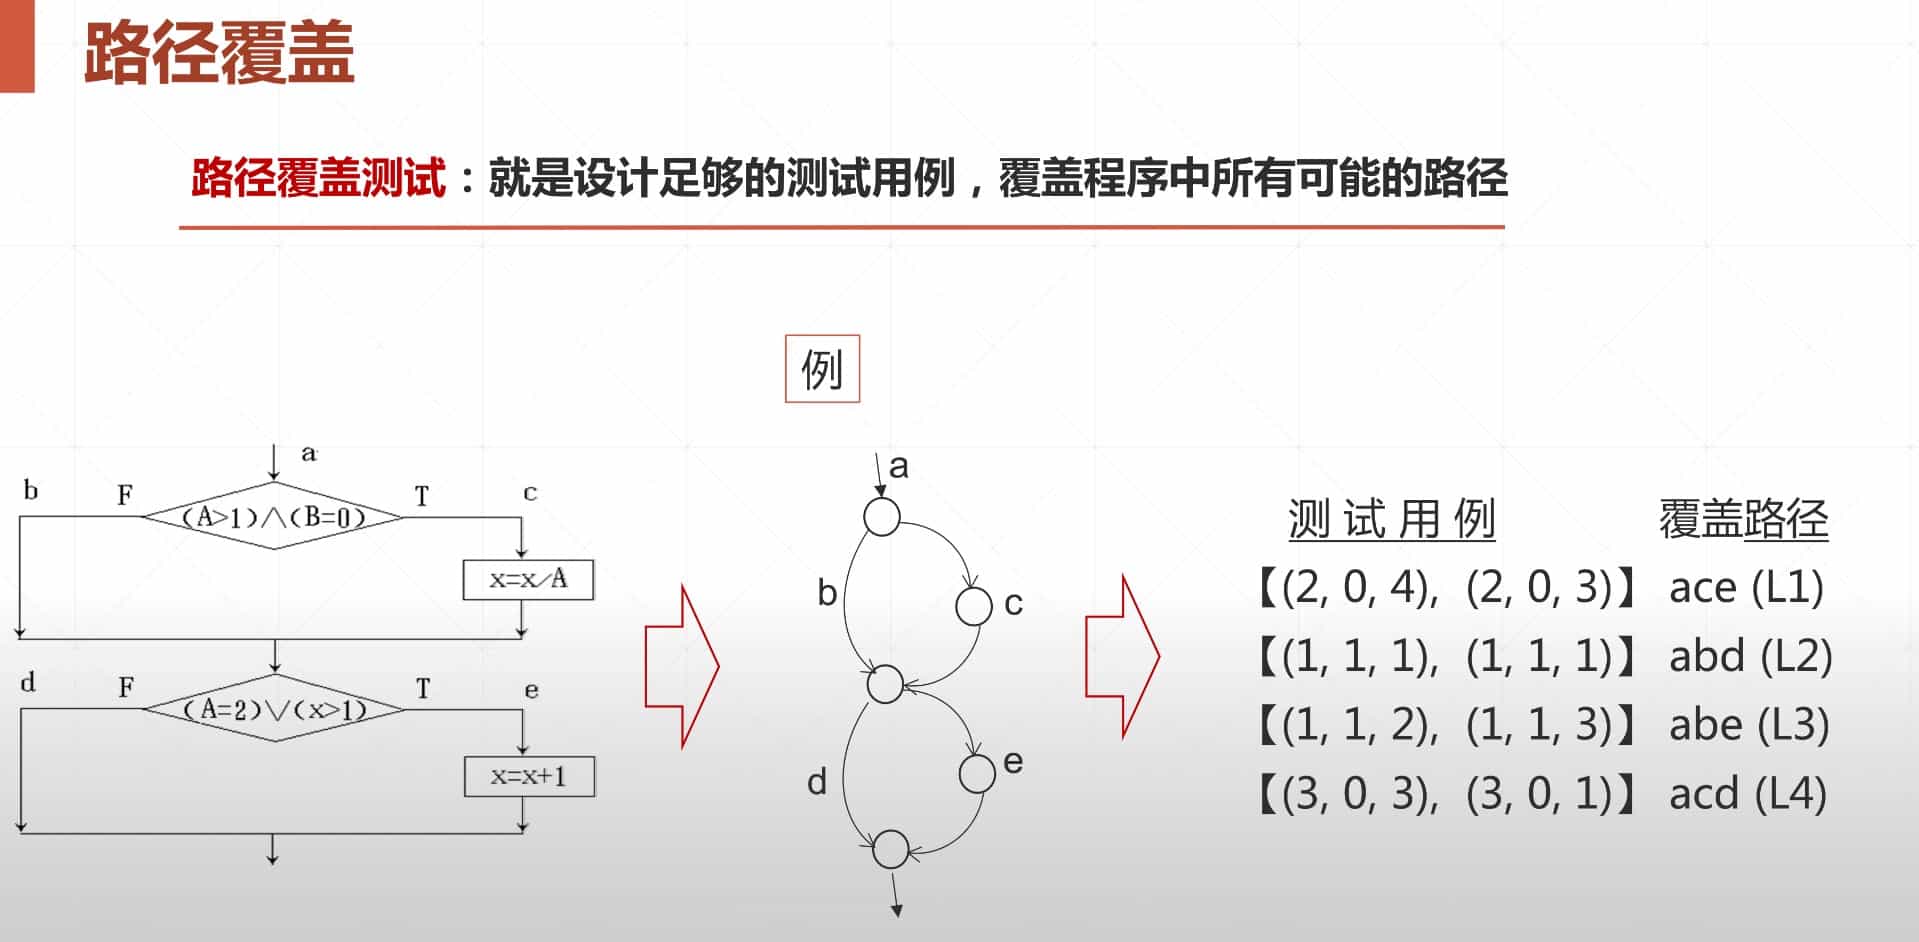 路径覆盖
路径覆盖测试：就是设计足够的测试用例，覆盖程序中所有可能的路径
例
a
b F (A>1)∧(B=0) T c
x=x/A
d F (A=2)∨(x>1) T e
x=x+1
a
b
c
d
e
测 试 用 例 覆盖路径
【(2, 0, 4), (2, 0, 3)】 ace (L1)
【(1, 1, 1), (1, 1, 1)】 abd (L2)
【(1, 1, 2), (1, 1, 3)】 abe (L3)
【(3, 0, 3), (3, 0, 1)】 acd (L4)